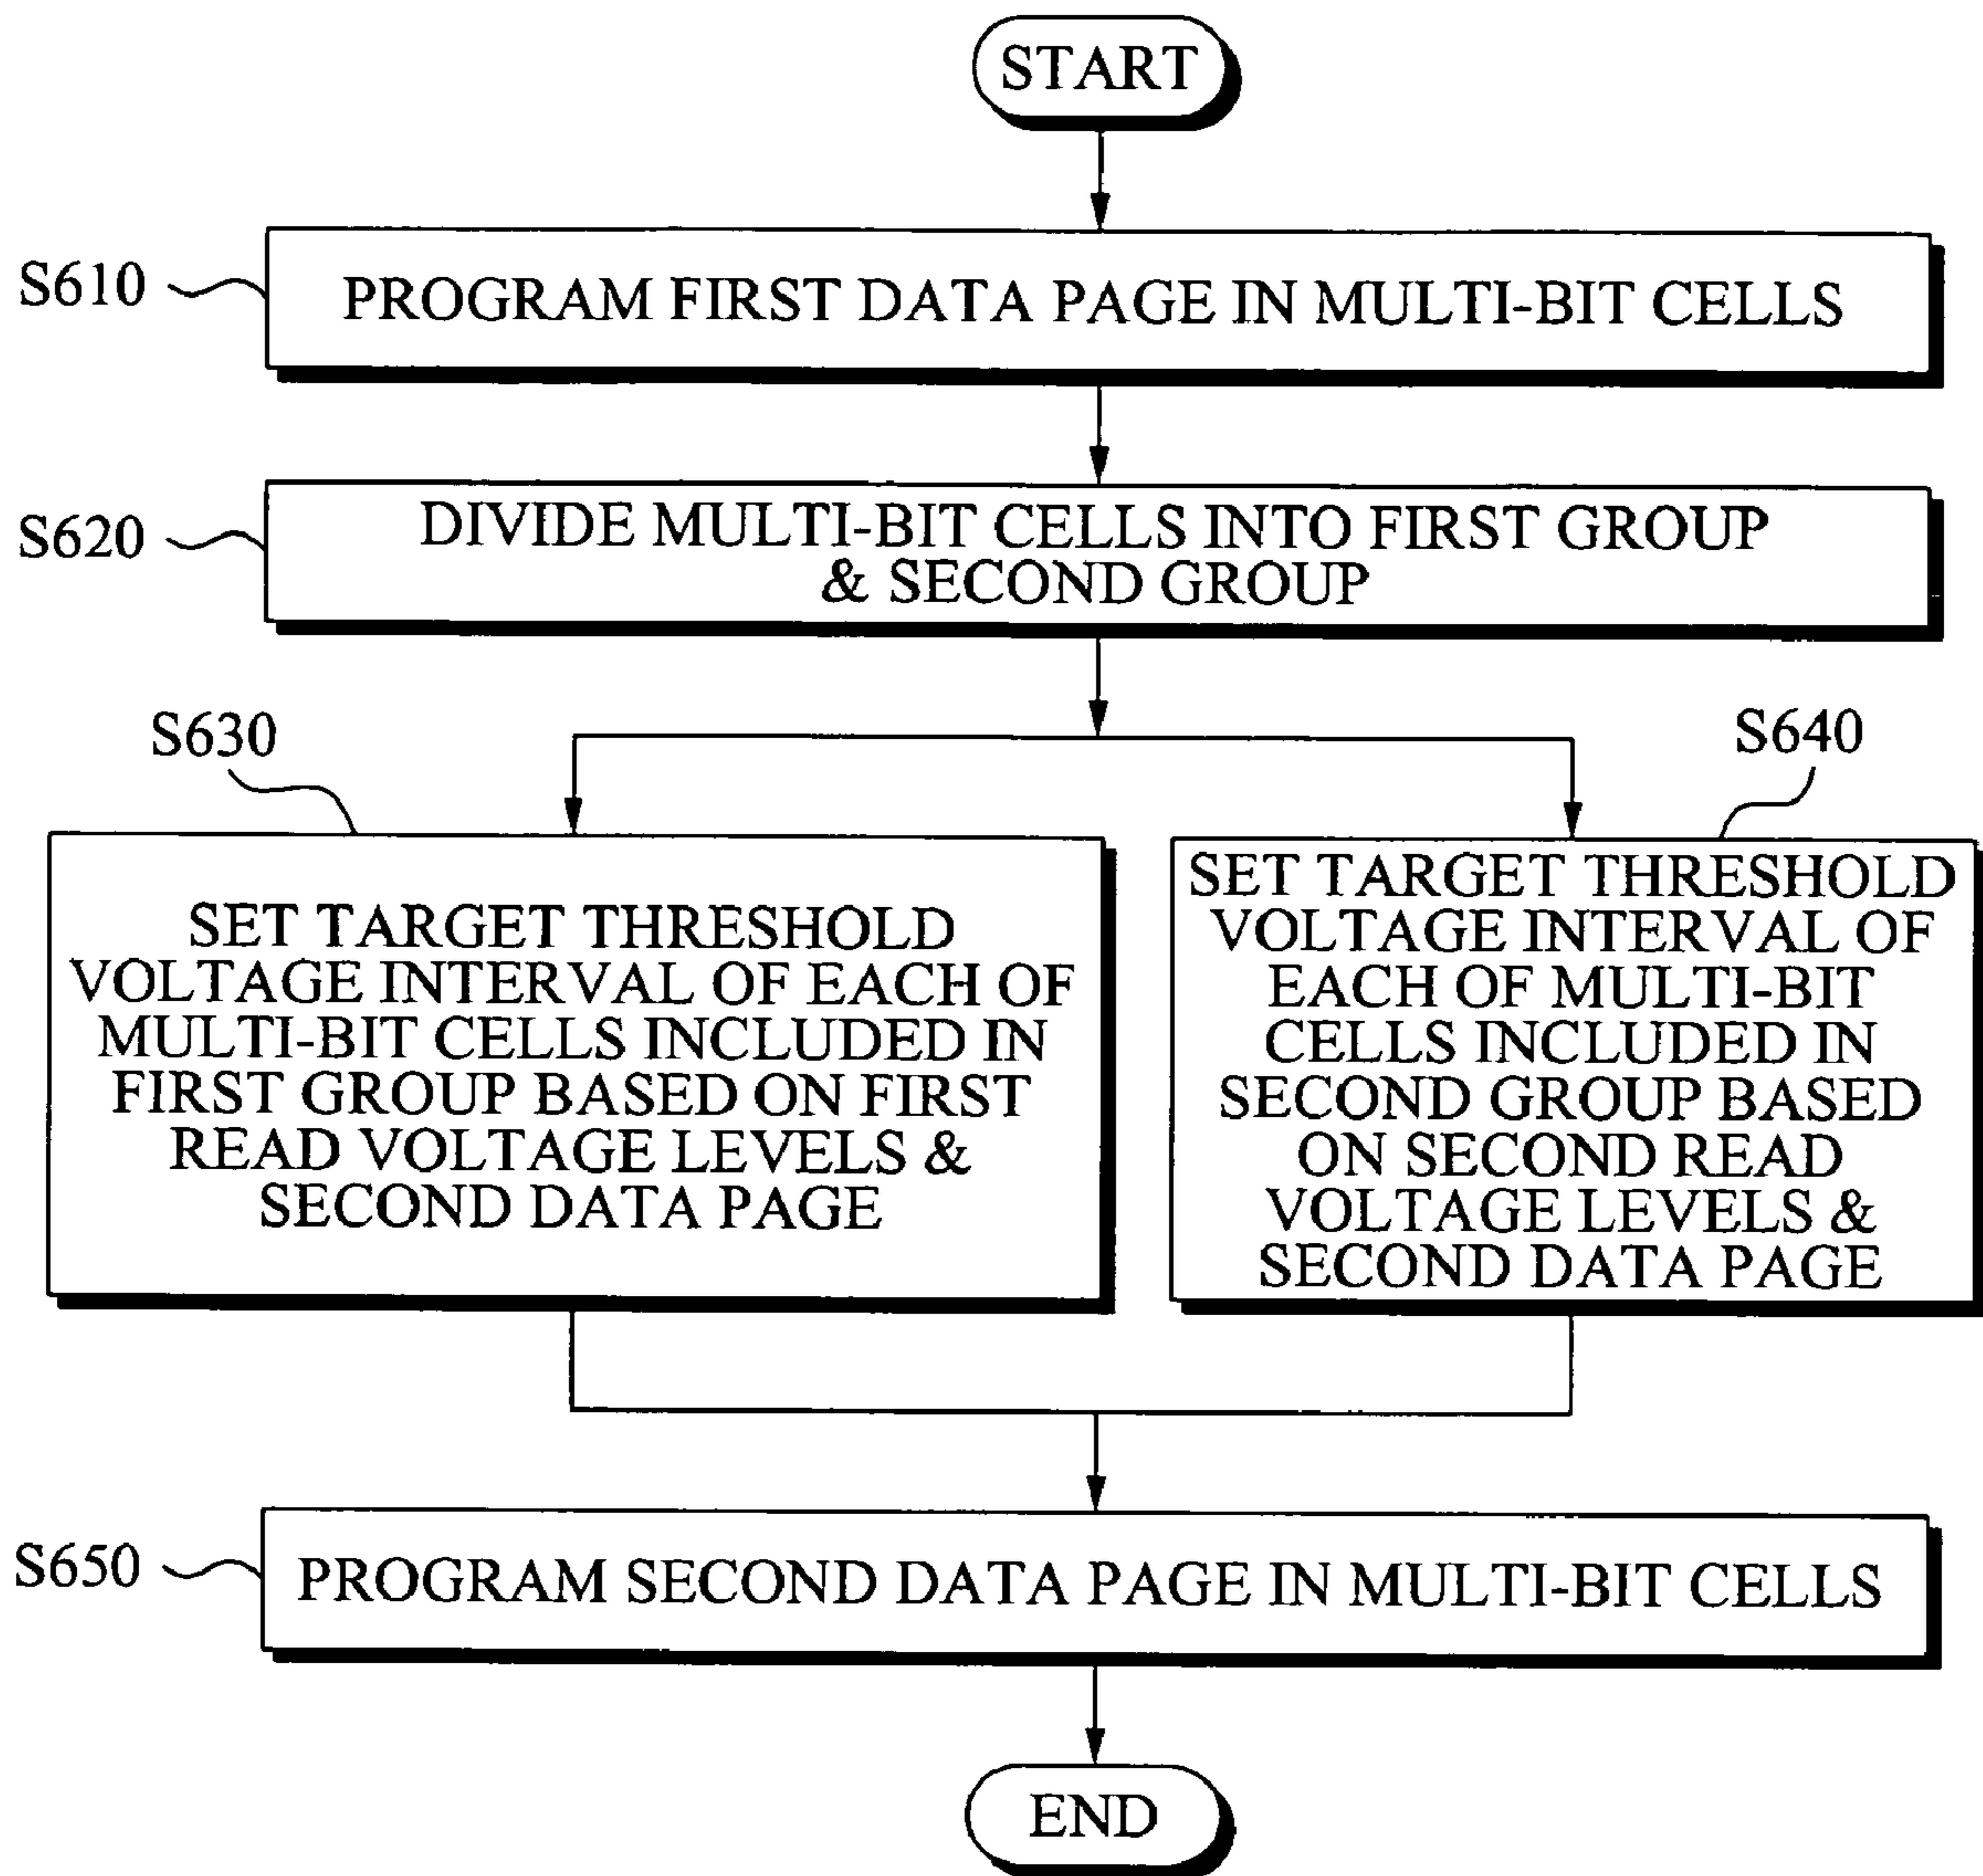 START
S610
PROGRAM FIRST DATA PAGE IN MULTI-BIT CELLS
S620
DIVIDE MULTI-BIT CELLS INTO FIRST GROUP
& SECOND GROUP
S630
SET TARGET THRESHOLD
VOLTAGE INTERVAL OF EACH OF
MULTI-BIT CELLS INCLUDED IN
FIRST GROUP BASED ON FIRST
READ VOLTAGE LEVELS &
SECOND DATA PAGE
S640
SET TARGET THRESHOLD
VOLTAGE INTERVAL OF
EACH OF MULTI-BIT
CELLS INCLUDED IN
SECOND GROUP BASED
ON SECOND READ
VOLTAGE LEVELS &
SECOND DATA PAGE
S650
PROGRAM SECOND DATA PAGE IN MULTI-BIT CELLS
END